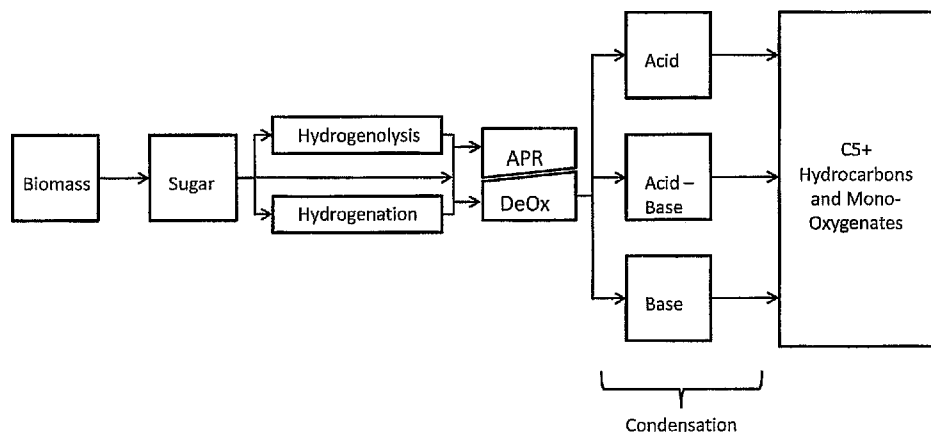 Biomass
Sugar
Hydrogenolysis
Hydrogenation
APR
DeOx
Acid
Acid –
Base
Base
C5+
Hydrocarbons
and Mono-
Oxygenates
Condensation